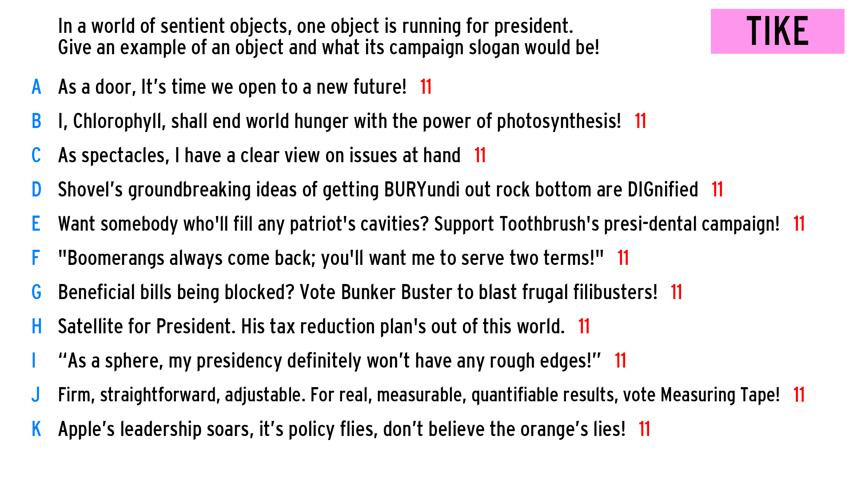 In a world of sentient objects, one object is running for president.
Give an example of an object and what its campaign slogan would be!
TIKE
A As a door, It's time we open to a new future! 11
B I, Chlorophyll, shall end world hunger with the power of photosynthesis! 11
C As spectacles, I have a clear view on issues at hand 11
D Shovel's groundbreaking ideas of getting BURYundi out rock bottom are DIGnified 11
E Want somebody who'll fill any patriot's cavities? Support Toothbrush's presi-dental campaign! 11
F "Boomerangs always come back; you'll want me to serve two terms!" 11
G Beneficial bills being blocked? Vote Bunker Buster to blast frugal filibusters! 11
H Satellite for President. His tax reduction plan's out of this world. 11
I “As a sphere, my presidency definitely won't have any rough edges!” 11
J Firm, straightforward, adjustable. For real, measurable, quantifiable results, vote Measuring Tape! 11
K Apple's leadership soars, it's policy flies, don't believe the orange's lies! 11